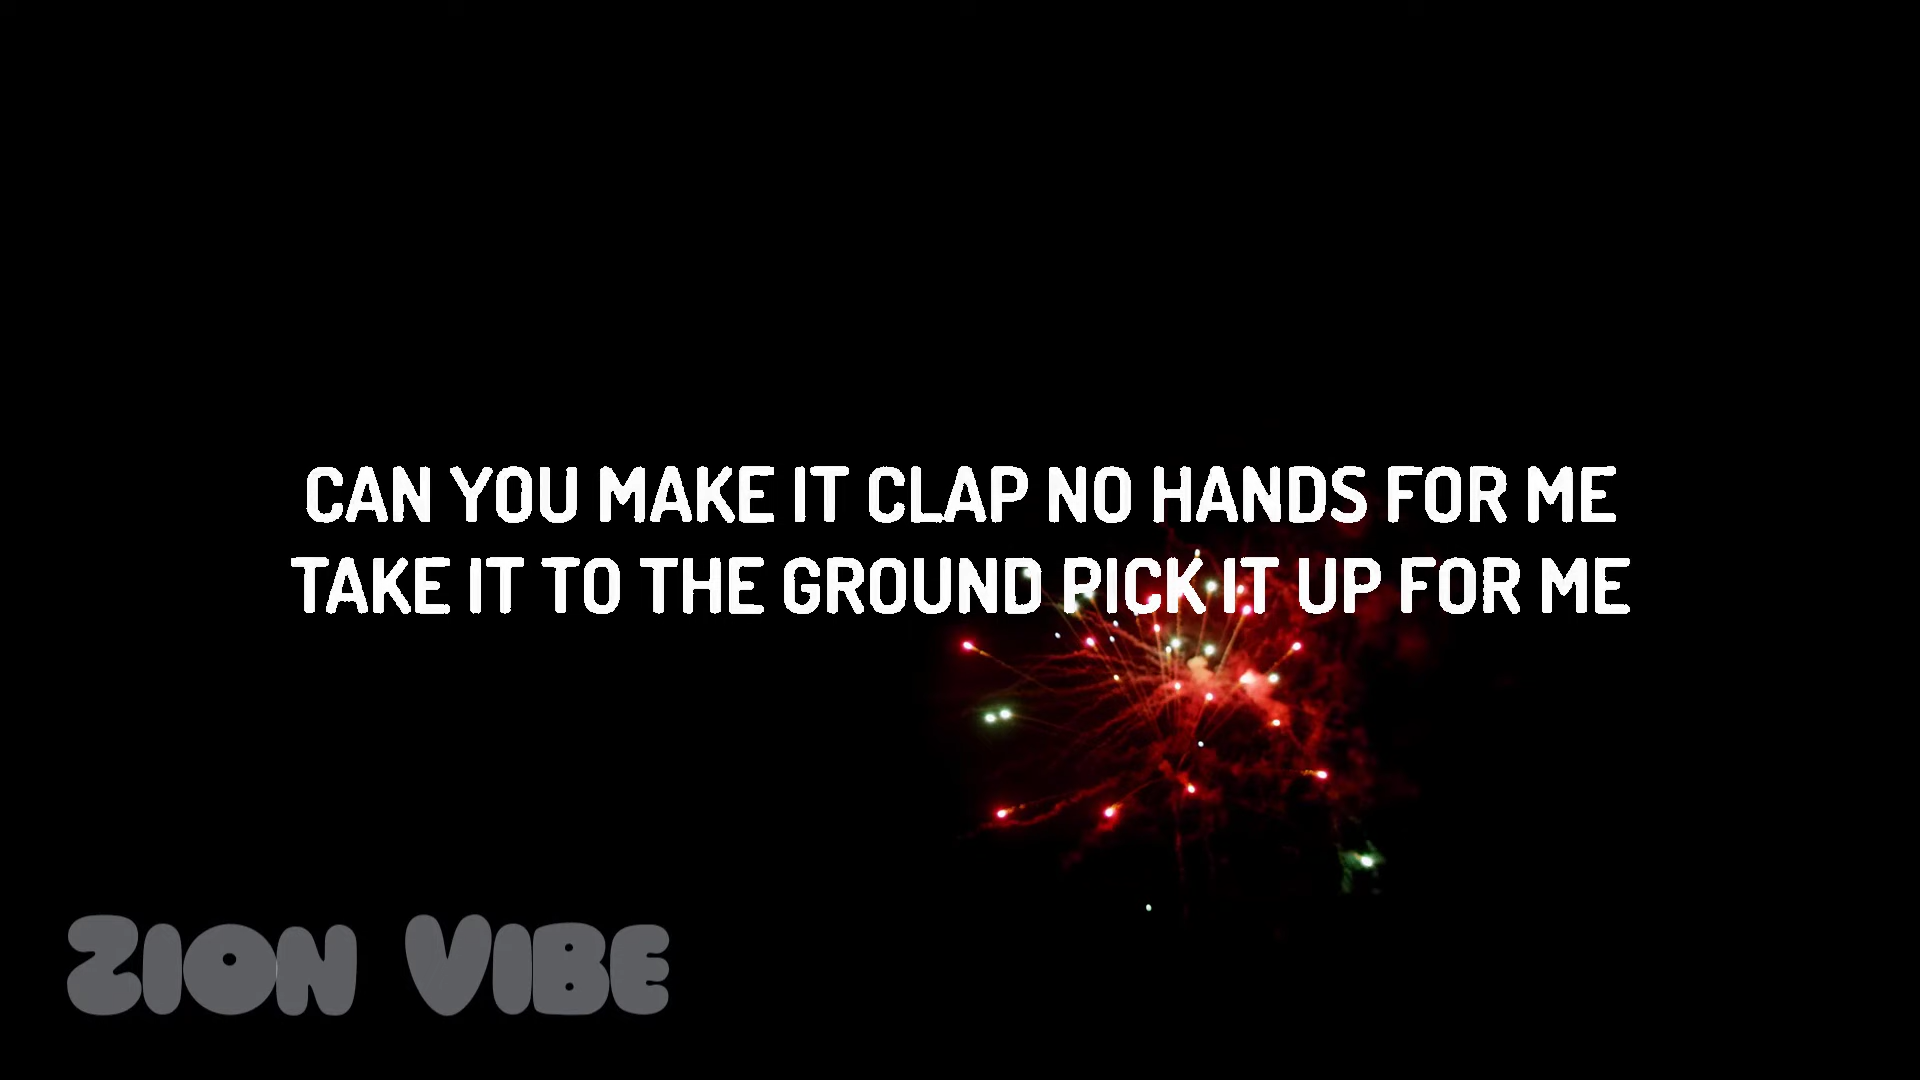 CAN YOU MAKE IT CLAP NO HANDS FOR ME
TAKE IT TO THE GROUND PICK IT UP FOR ME
ZION VIBE